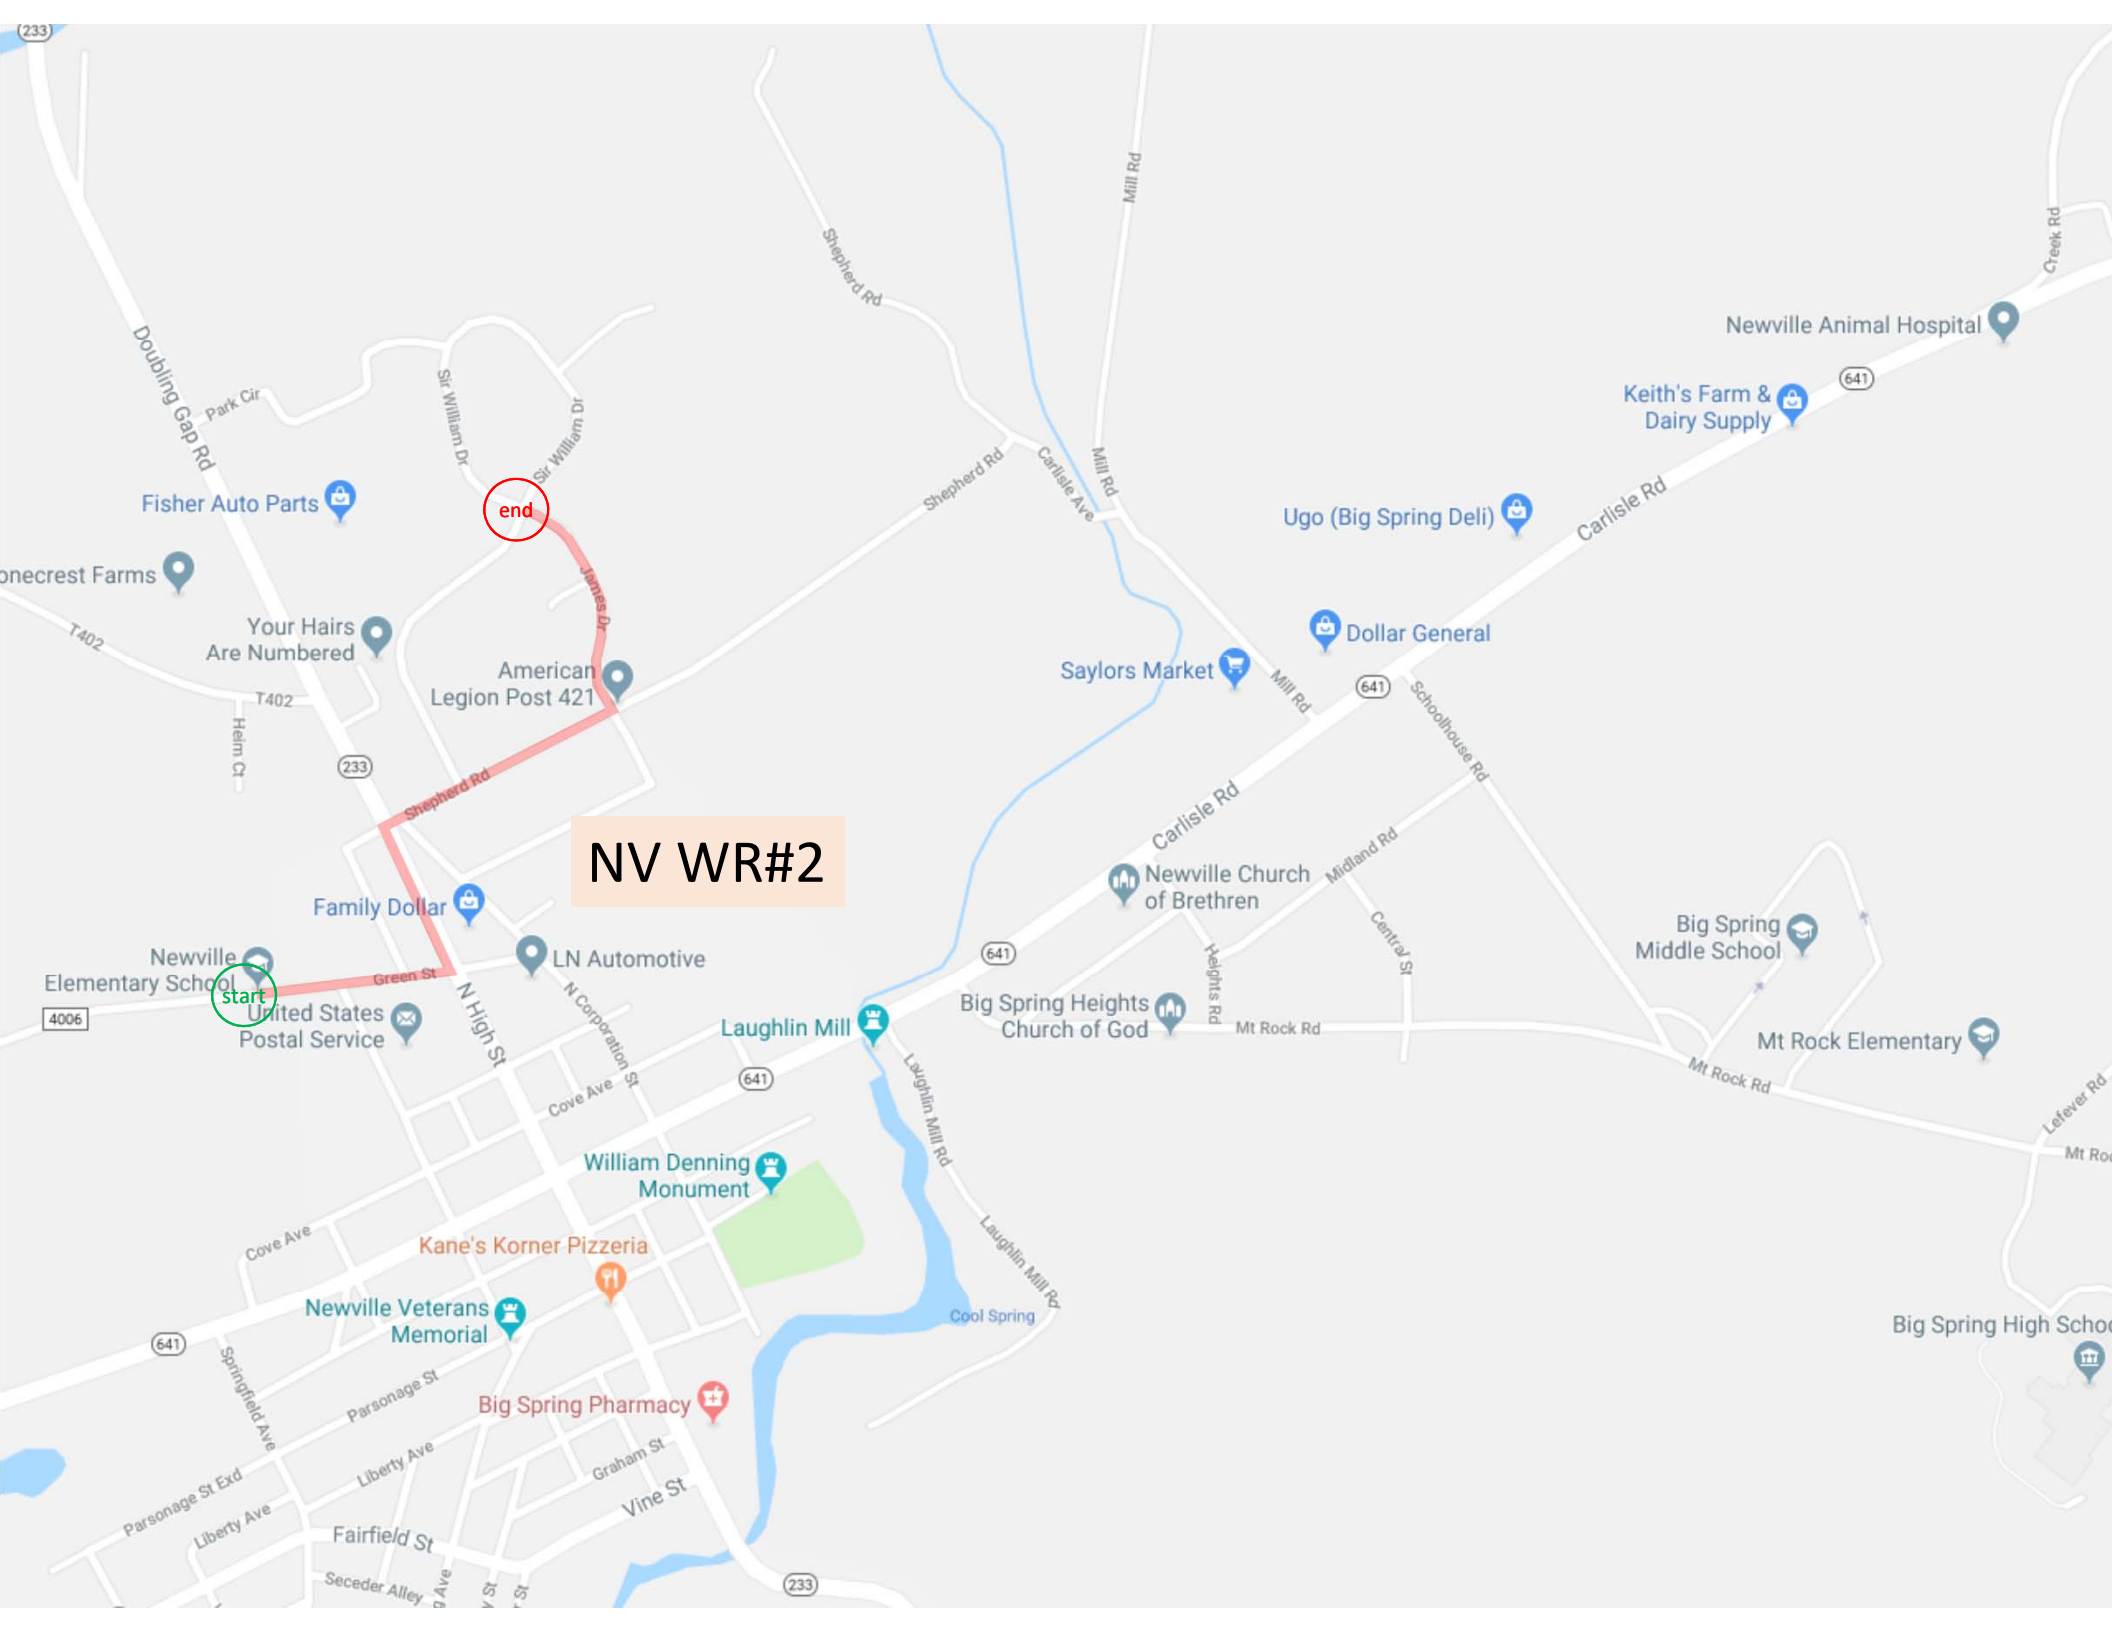 233
Mill Rd
Shepherd Rd
Creek Rd
Doubling Gap Rd
Newville Animal Hospital
641
Keith's Farm &
Dairy Supply
Park Cir
Sir William Dr
Sir William Dr
Shepherd Rd
Carlisle Ave
Mill Rd
Carlisle Rd
Fisher Auto Parts
end
Ugo (Big Spring Deli)
onecrest Farms
James Dr
T402
Your Hairs
Are Numbered
Dollar General
American
Legion Post 421
Saylors Market
Mill Rd
641
Schoolhouse Rd
T402
Heim Ct
233
Shepherd Rd
Carlisle Rd
NV WR#2
Midland Rd
Newville Church
of Brethren
Family Dollar
Central St
Big Spring
Middle School
Newville
Elementary School
LN Automotive
641
Heights Rd
Green St
start
4006
United States
Postal Service
N High St
N Corporation St
Laughlin Mill
Big Spring Heights
Church of God
Mt Rock Rd
Mt Rock Elementary
641
Cove Ave
Laughlin Mill Rd
Mt Rock Rd
Lefever Rd
Mt Roc
William Denning
Monument
Cove Ave
Kane's Korner Pizzeria
Laughlin Mill Rd
Newville Veterans
Memorial
Cool Spring
Big Spring High Schoo
641
Springfield Ave
Parsonage St
Big Spring Pharmacy
Liberty Ave
Graham St
Parsonage St Exd
Vine St
Liberty Ave
Fairfield St
Seceder Alley
g Ave
y St
r St
233